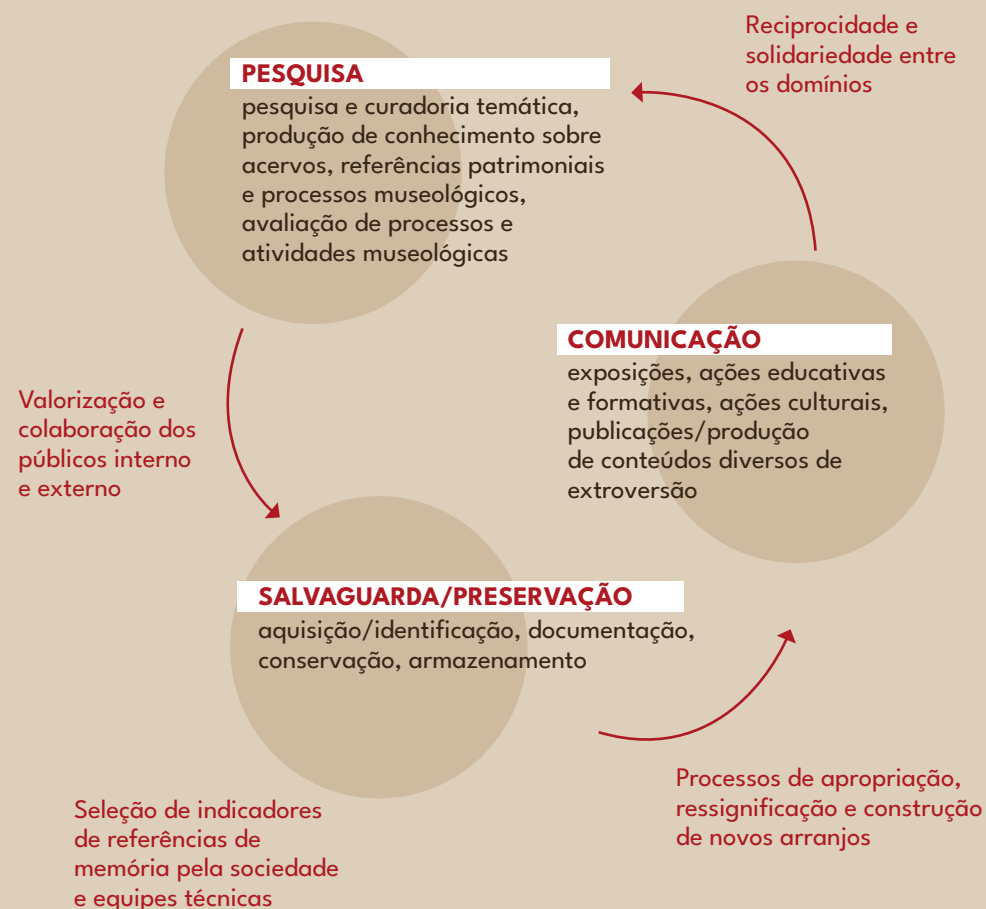 Reciprocidade e
solidariedade entre
os domínios
PESQUISA
pesquisa e curadoria temática,
produção de conhecimento sobre
acervos, referências patrimoniais
e processos museológicos,
avaliação de processos e
atividades museológicas
COMUNICAÇÃO
exposições, ações educativas
e formativas, ações culturais,
publicações/produção
de conteúdos diversos de
extroversão
Valorização e
colaboração dos
públicos interno
e externo
SALVAGUARDA/PRESERVAÇÃO
aquisição/identificação, documentação,
conservação, armazenamento
Processos de apropriação,
ressignificação e construção
de novos arranjos
Seleção de indicadores
de referências de
memória pela sociedade
e equipes técnicas